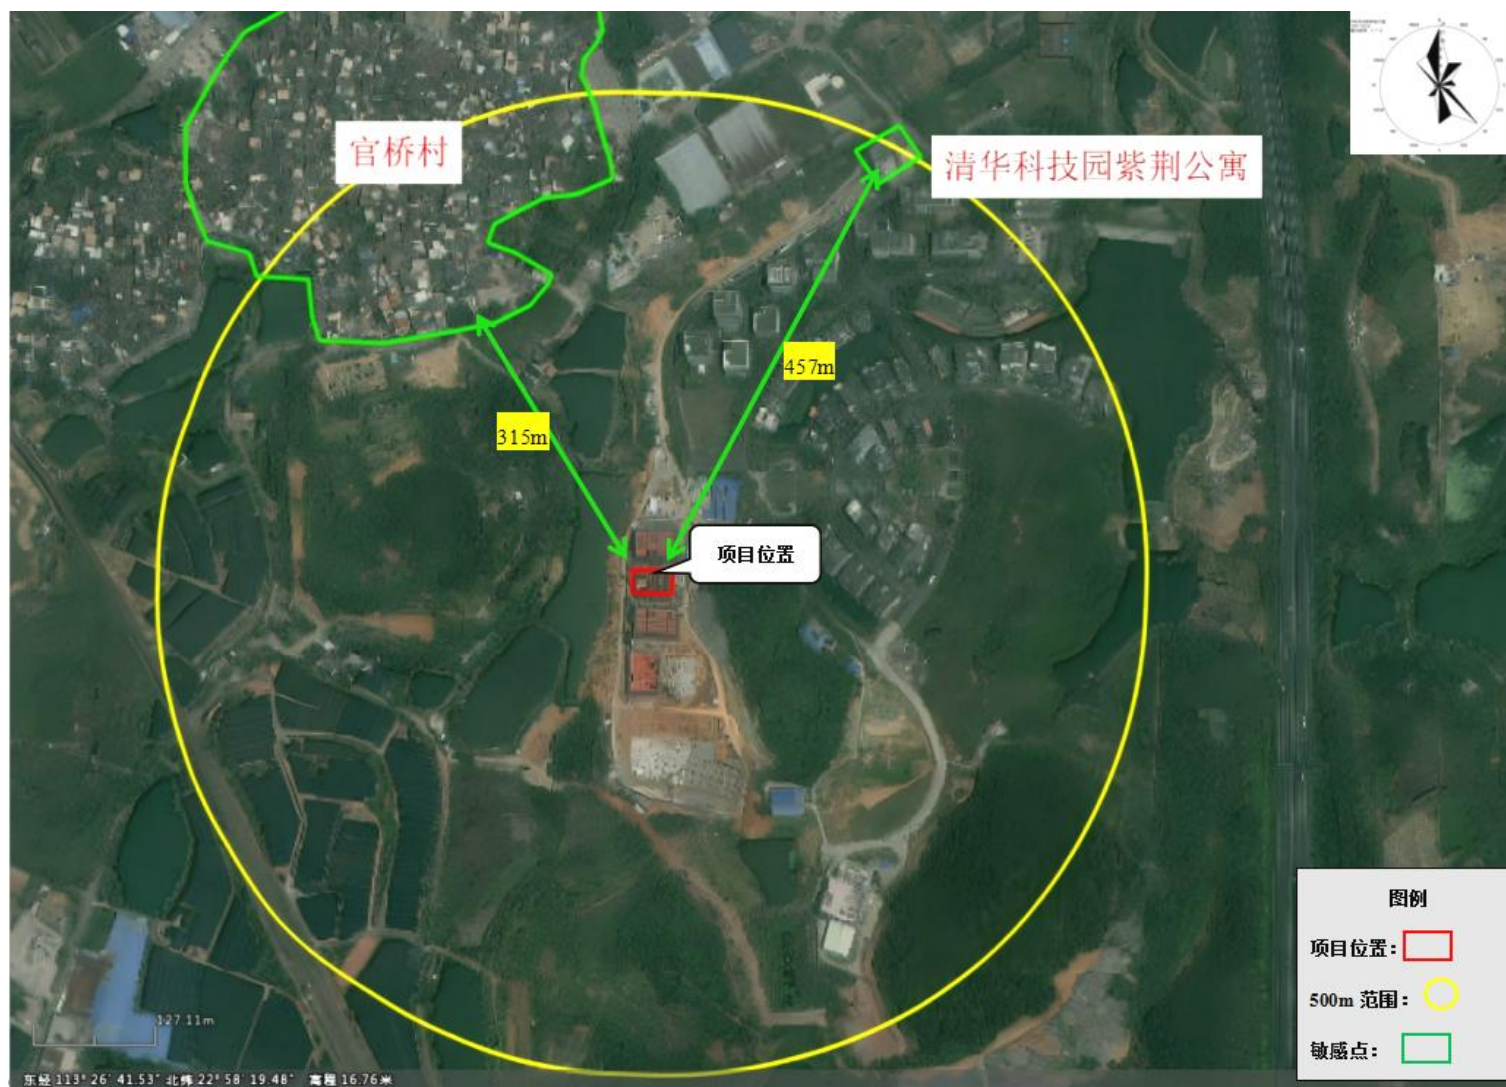 官桥村
清华科技园紫荆公寓
457m
315m
项目位置
图例
项目位置：
500m 范围：
敏感点：
127.11m
东经 113° 26' 41.53" 北纬 22° 58' 19.48" 高程 16.76米